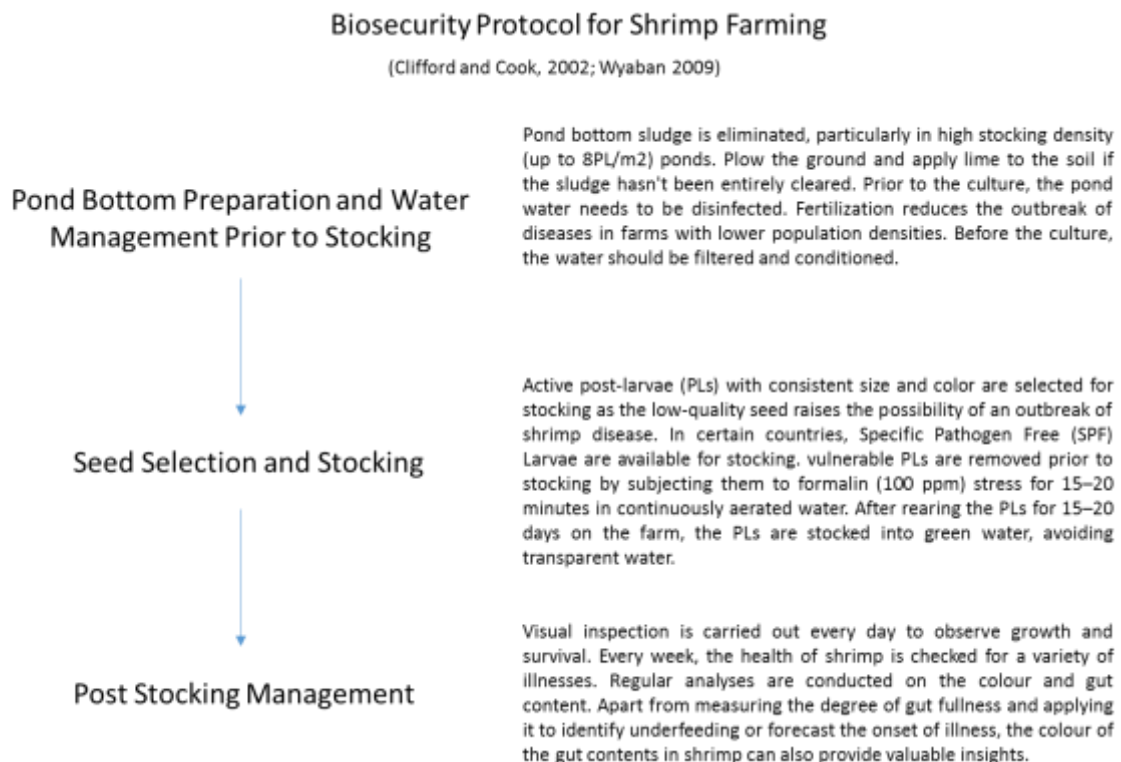 Biosecurity Protocol for Shrimp Farming
(Clifford and Cook, 2002; Wyaban 2009)
Pond Bottom Preparation and Water
Management Prior to Stocking
Pond bottom sludge is eliminated, particularly in high stocking density
(up to 8PL/m2) ponds. Plow the ground and apply lime to the soil if
the sludge hasn't been entirely cleared. Prior to the culture, the pond
water needs to be disinfected. Fertilization reduces the outbreak of
diseases in farms with lower population densities. Before the culture,
the water should be filtered and conditioned.
Seed Selection and Stocking
Active post-larvae (PLs) with consistent size and color are selected for
stocking as the low-quality seed raises the possibility of an outbreak of
shrimp disease. In certain countries, Specific Pathogen Free (SPF)
Larvae are available for stocking. vulnerable PLs are removed prior to
stocking by subjecting them to formalin (100 ppm) stress for 15–20
minutes in continuously aerated water. After rearing the PLs for 15–20
days on the farm, the PLs are stocked into green water, avoiding
transparent water.
Post Stocking Management
Visual inspection is carried out every day to observe growth and
survival. Every week, the health of shrimp is checked for a variety of
illnesses. Regular analyses are conducted on the colour and gut
content. Apart from measuring the degree of gut fullness and applying
it to identify underfeeding or forecast the onset of illness, the colour of
the gut contents in shrimp can also provide valuable insights.